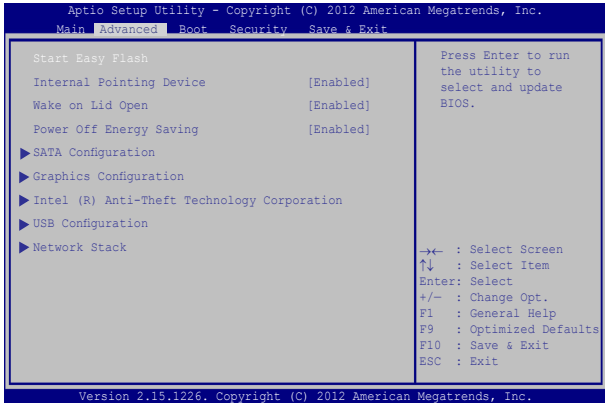 Aptio Setup Utility - Copyright (C) 2012 American Megatrends, Inc.
Main Advanced Boot Security Save & Exit
Start Easy Flash
Internal Pointing Device [Enabled]
Wake on Lid Open [Enabled]
Power Off Energy Saving [Enabled]
SATA Configuration
Graphics Configuration
Intel (R) Anti-Theft Technology Corporation
USB Configuration
Network Stack
Press Enter to run
the utility to
select and update
BIOS.
→← : Select Screen
↑↓ : Select Item
Enter: Select
+/— : Change Opt.
F1 : General Help
F9 : Optimized Defaults
F10 : Save & Exit
ESC : Exit
Version 2.15.1226. Copyright (C) 2012 American Megatrends, Inc.